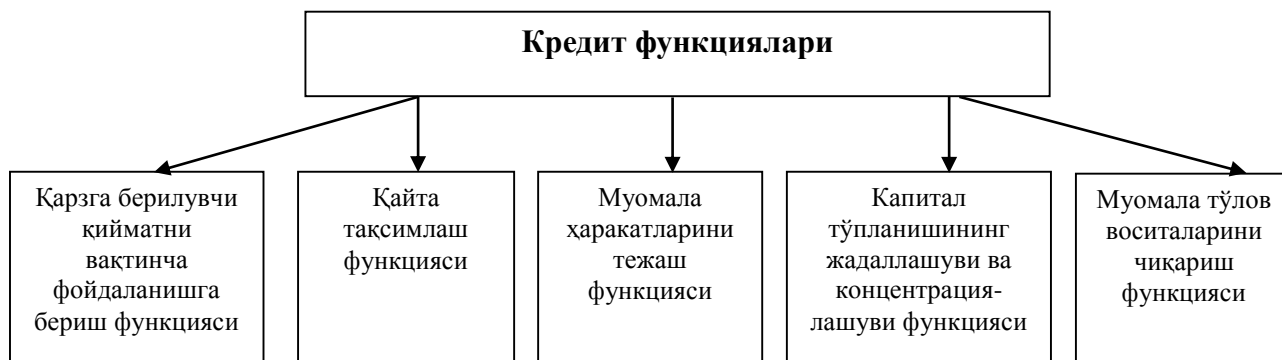 Кредит функциялари
Қарзга берилувчи
қийматни
вақтинча
фойдаланишга
бериш функцияси
Қайта
тақсимлаш
функцияси
Муомала
ҳаракатларини
тежаш
функцияси
Капитал
тўпланишининг
жадаллашуви ва
концентрация-
лашуви функцияси
Муомала тўлов
воситаларини
чиқариш
функцияси